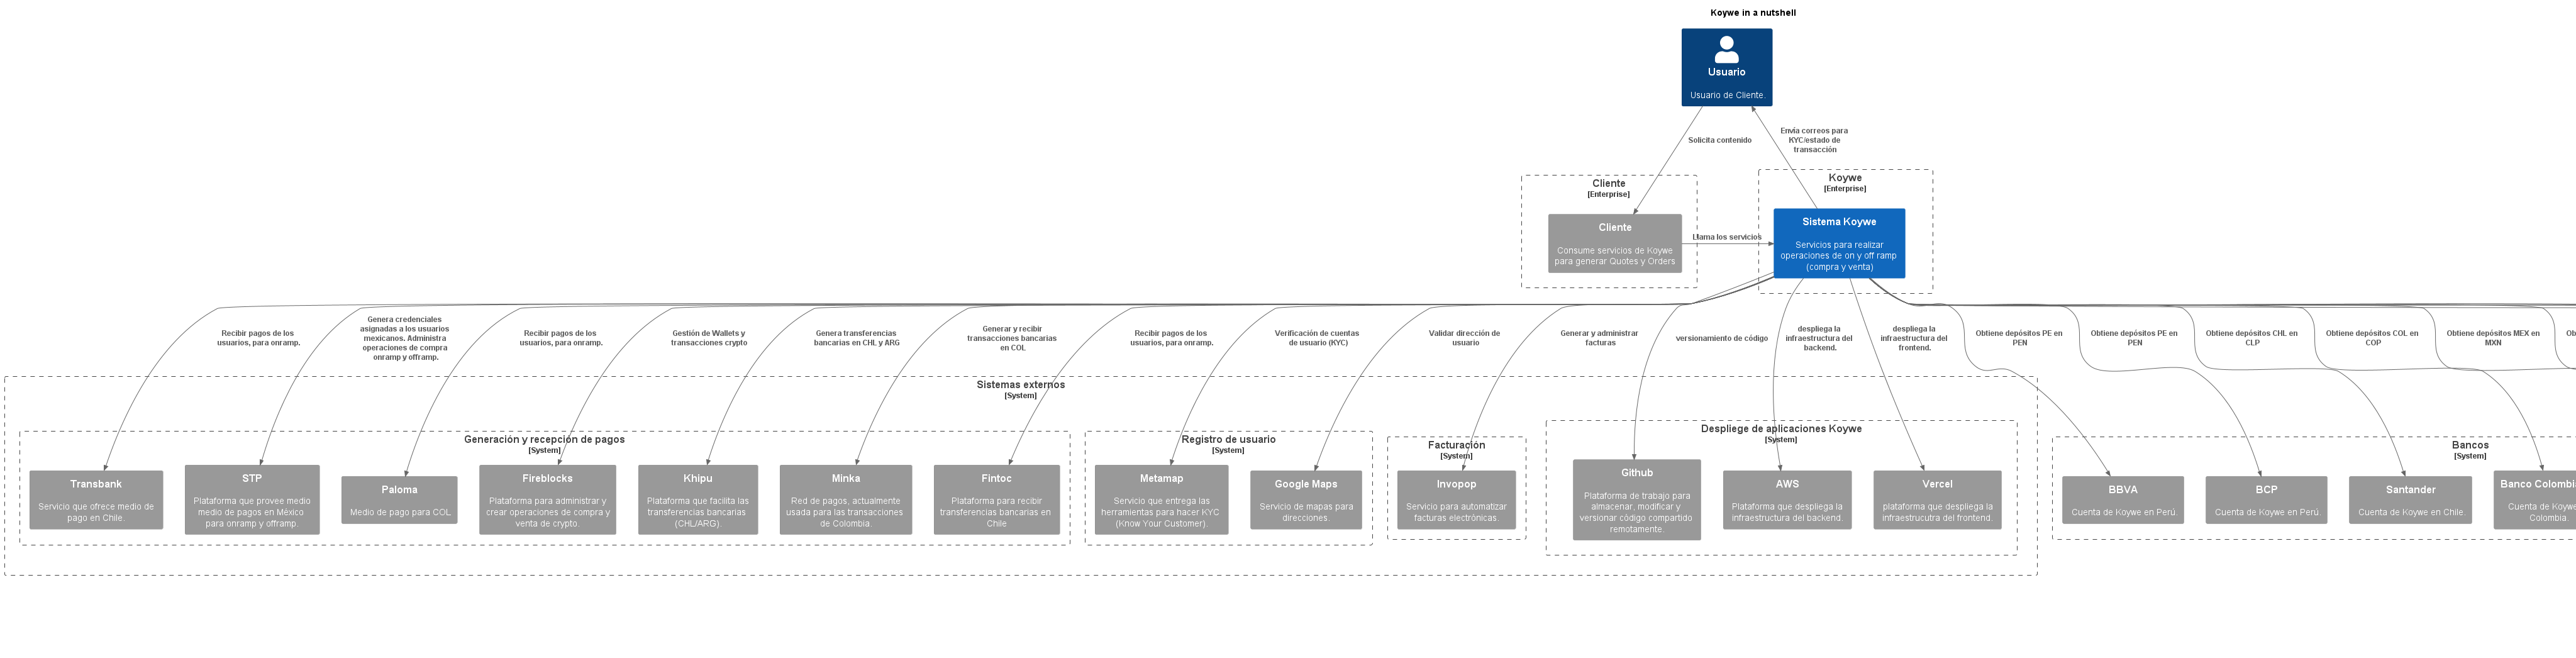 Koywe in a nutshell
Usuario
Usuario de Cliente.
Solicita contenido
Envía correos para
KYC/estado de
transacción
Cliente
[Enterprise]
Koywe
[Enterprise]
Cliente
Consume servicios de Koywe
para generar Quotes y Orders
Llama los servicios
Sistema Koywe
Servicios para realizar
operaciones de on y off ramp
(compra y venta)
Recibir pagos de los
usuarios, para onramp.
Genera credenciales
asignadas a los usuarios
mexicanos. Administra
operaciones de compra
onramp y offramp.
Recibir pagos de los
usuarios, para onramp.
Gestión de Wallets y
transacciones crypto
Genera transferencias
bancarias en CHL y ARG
Generar y recibir
transacciones bancarias
en COL
Recibir pagos de los
usuarios, para onramp.
Verificación de cuentas
de usuario (KYC)
Validar dirección de
usuario
Generar y administrar
facturas
versionamiento de código
despliega la
infraestructura del
backend.
despliega la
infraestructura del
frontend.
Obtiene depósitos PE en
PEN
Obtiene depósitos PE en
PEN
Obtiene depósitos CHL en
CLP
Obtiene depósitos COL en
COP
Obtiene depósitos MEX en
MXN
Sistemas externos
[System]
Generación y recepción de pagos
[System]
Transbank
Servicio que ofrece medio de
pago en Chile.
STP
Plataforma que provee medio
medio de pagos en México
para onramp y offramp.
Paloma
Medio de pago para COL
Fireblocks
Plataforma para administrar y
crear operaciones de compra y
venta de crypto.
Khipu
Plataforma que facilita las
transferencias bancarias
(CHL/ARG).
Minka
Red de pagos, actualmente
usada para las transacciones
de Colombia.
Fintoc
Plataforma para recibir
transferencias bancarias en
Chile
Registro de usuario
[System]
Metamap
Servicio que entrega las
herramientas para hacer KYC
(Know Your Customer).
Google Maps
Servicio de mapas para
direcciones.
Facturación
[System]
Invopop
Servicio para automatizar
facturas electrónicas.
Despliege de aplicaciones Koywe
[System]
Github
Plataforma de trabajo para
almacenar, modificar y
versionar código compartido
remotamente.
AWS
Plataforma que despliega la
infraestructura del backend.
Vercel
plataforma que despliega la
infraestrucutra del frontend.
Bancos
[System]
BBVA
Cuenta de Koywe en Perú.
BCP
Cuenta de Koywe en Perú.
Santander
Cuenta de Koywe en Chile.
Banco Colombi
Cuenta de Koywe
Colombia.